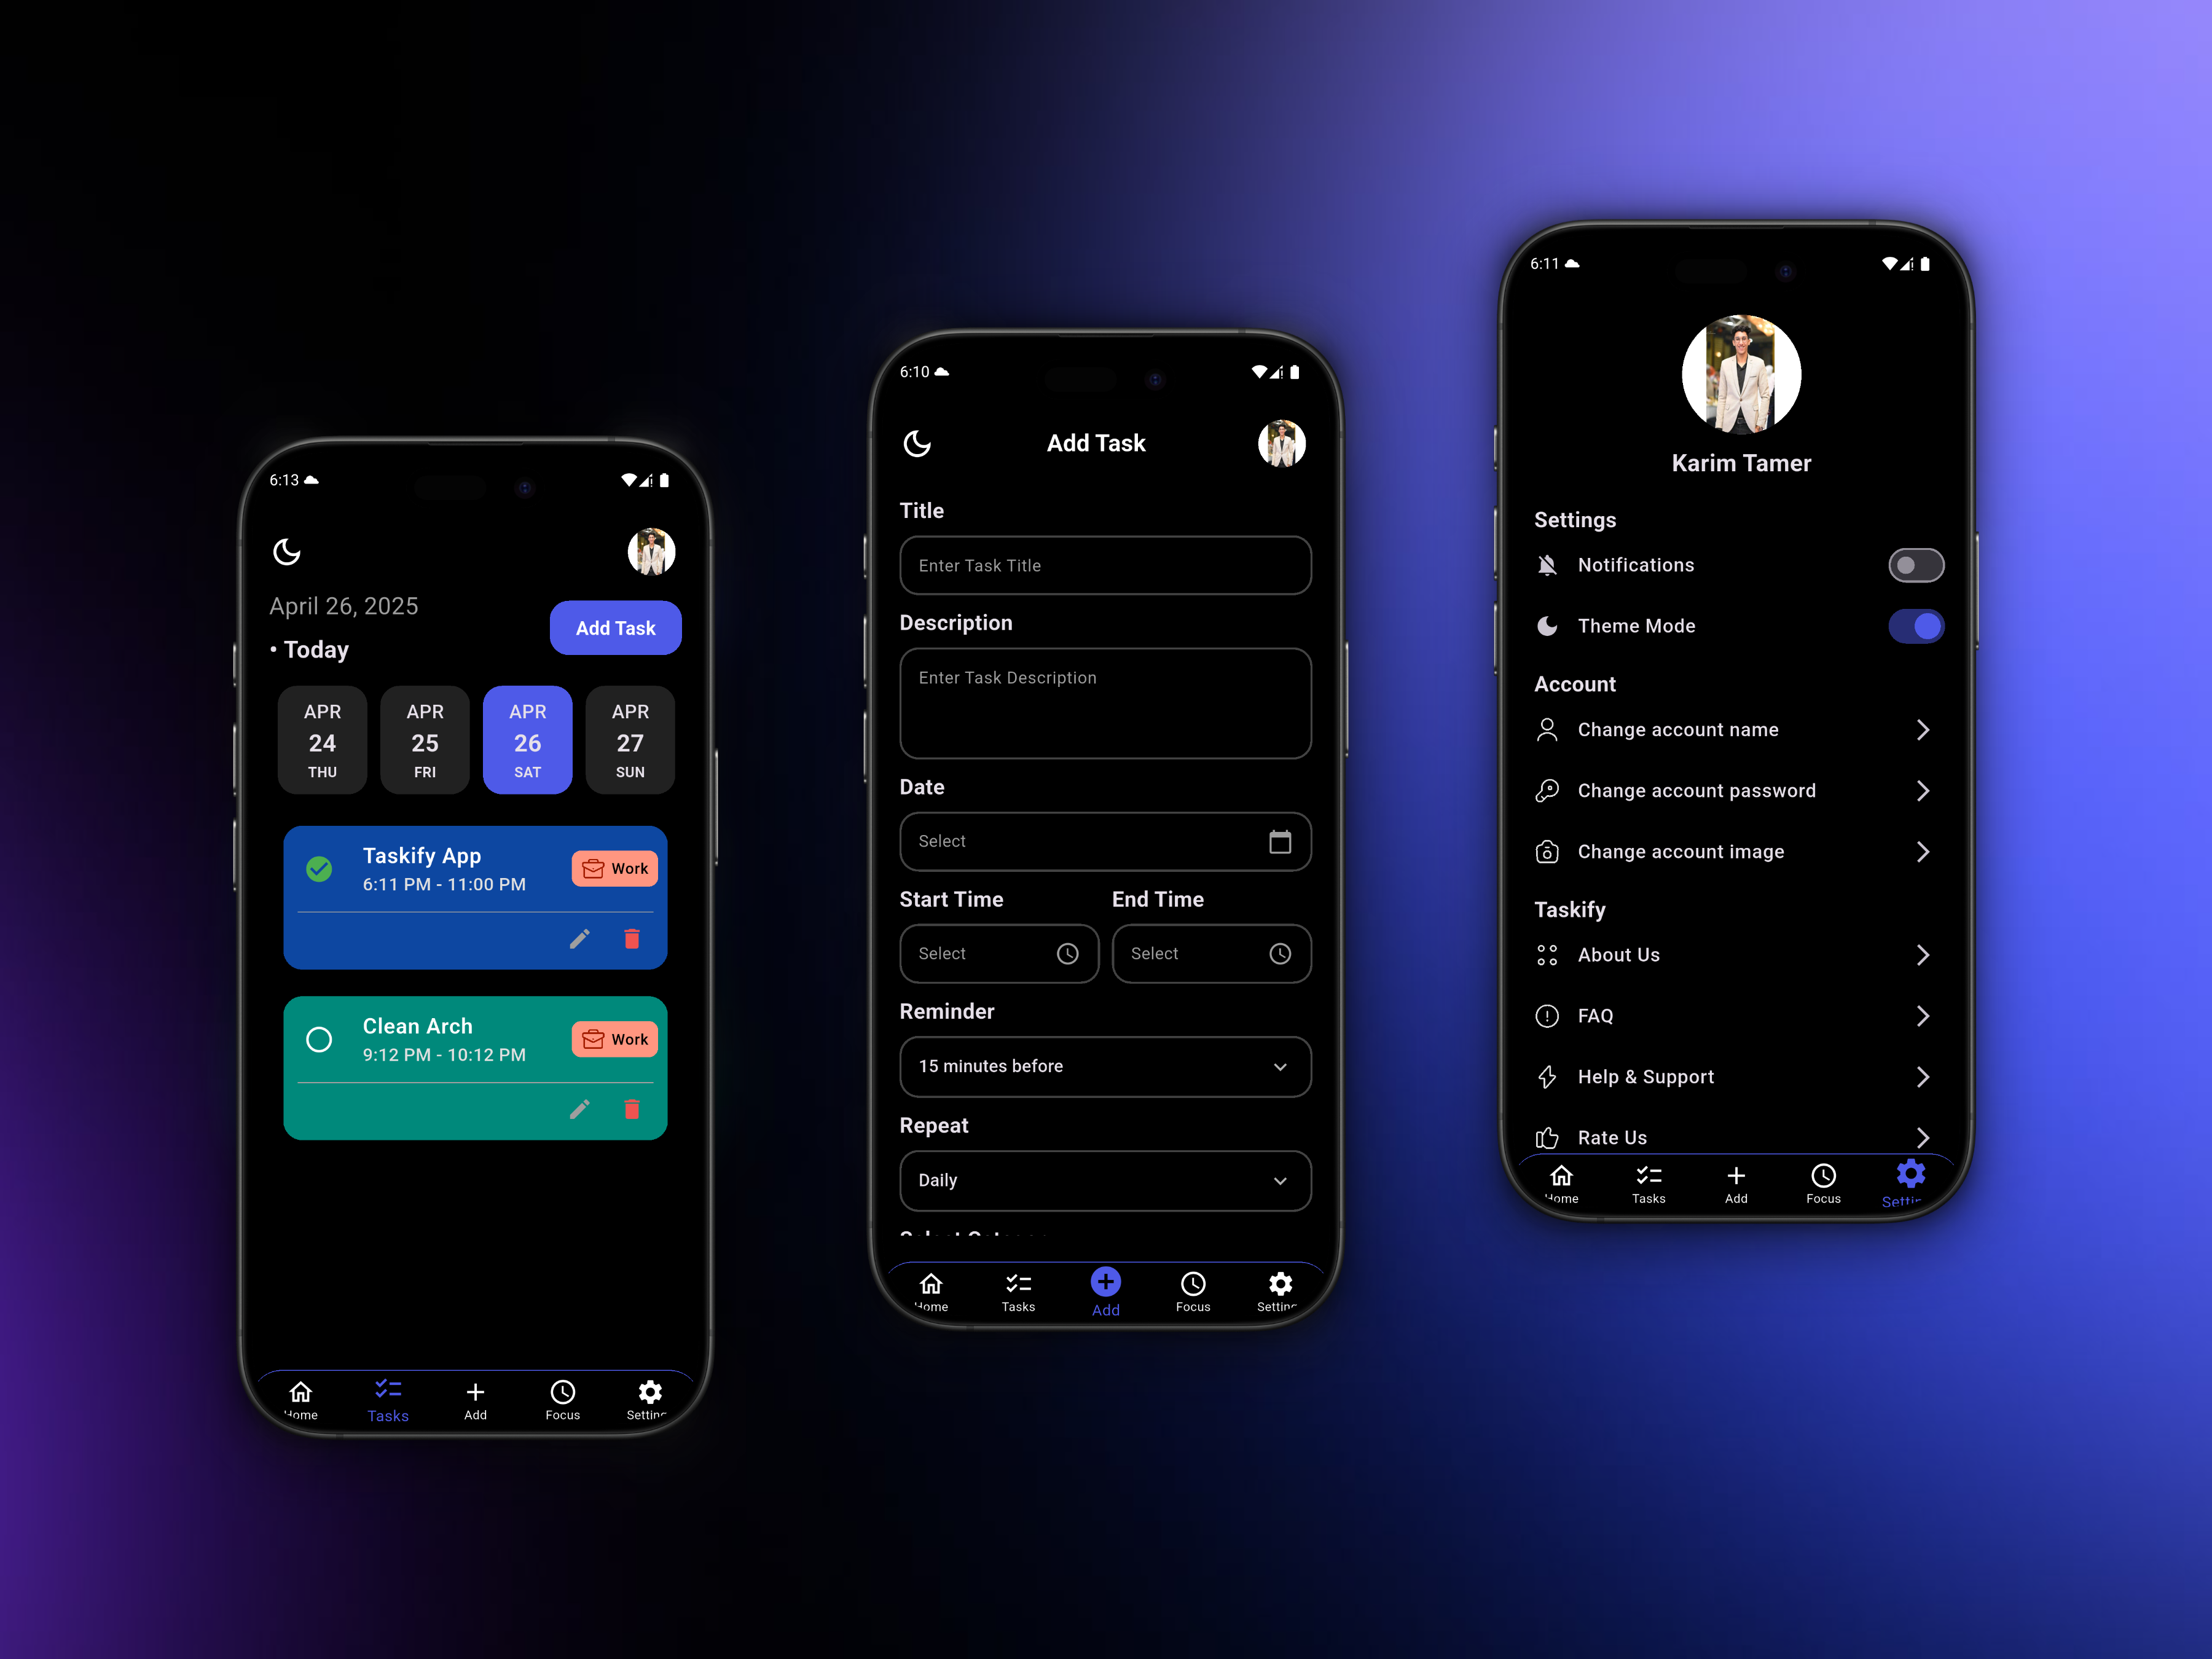 6:13
April 26, 2025
• Today
Add Task
APR APR APR APR
24 25 26 27
THU FRI SAT SUN
Taskify App
6:11 PM - 11:00 PM
Work
Clean Arch
9:12 PM - 10:12 PM
Work
Home Tasks Add Focus Setting
6:10
Add Task
Title
Enter Task Title
Description
Enter Task Description
Date
Select
Start Time End Time
Select Select
Reminder
15 minutes before
Repeat
Daily
Home Tasks Add Focus Setting
6:11
Karim Tamer
Settings
Notifications
Theme Mode
Account
Change account name
Change account password
Change account image
Taskify
About Us
FAQ
Help & Support
Rate Us
Home Tasks Add Focus Settin